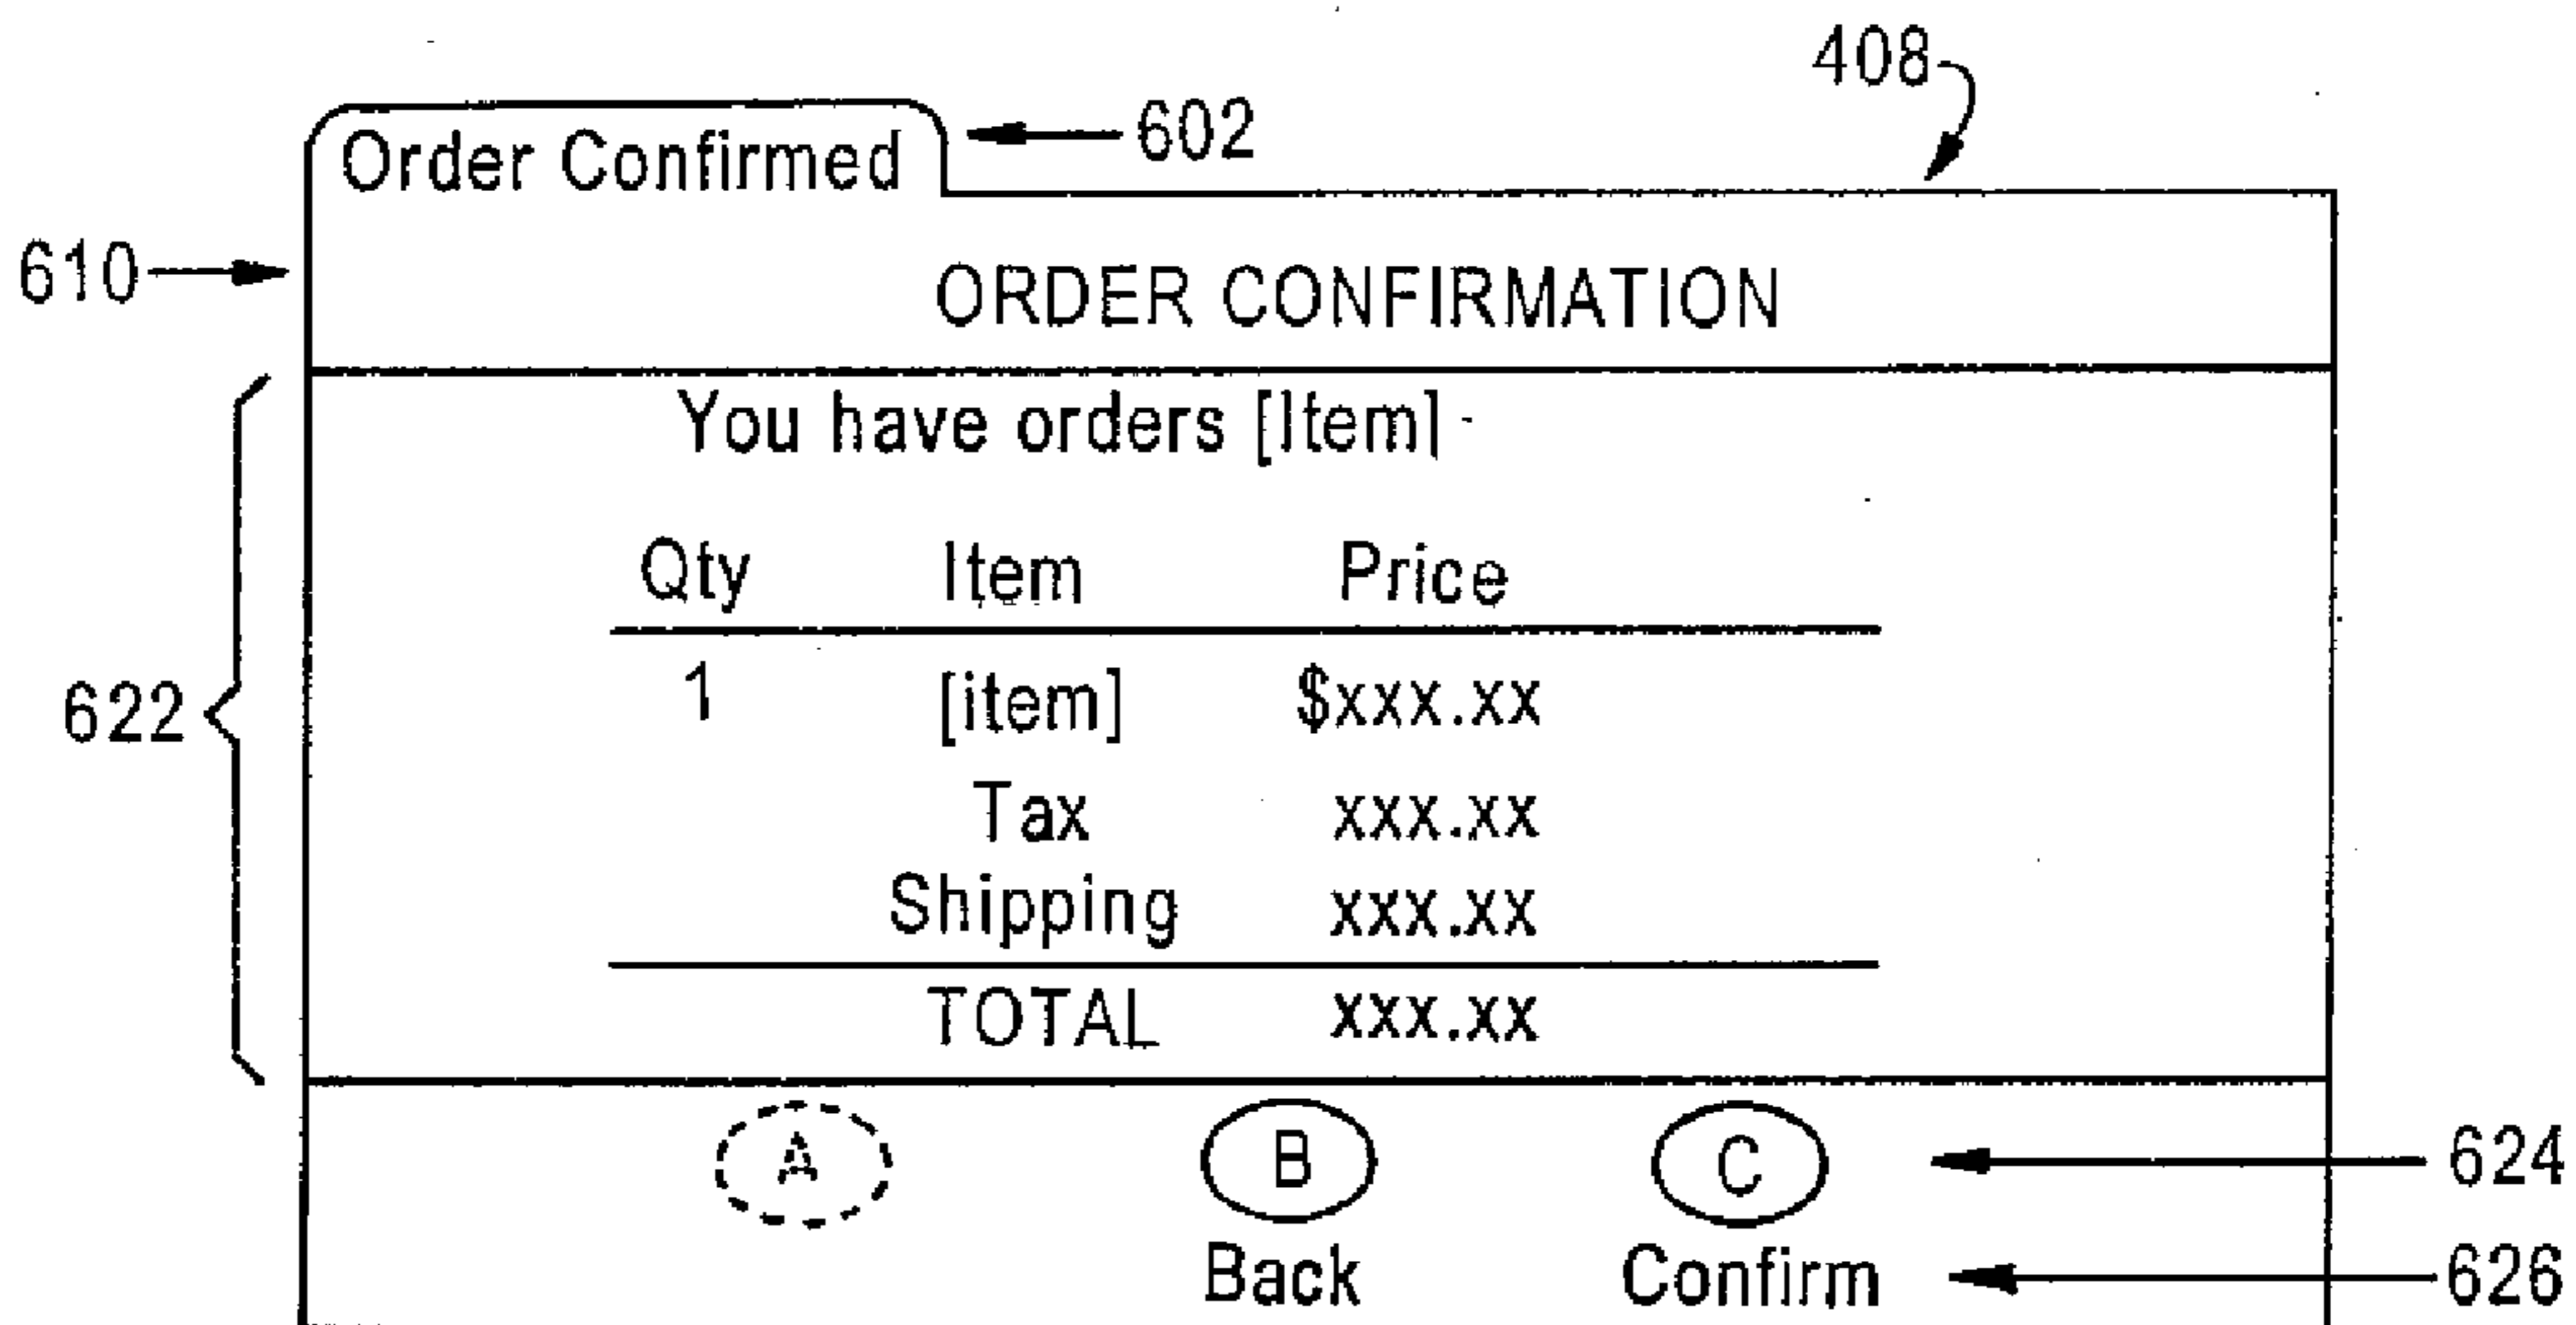 408
Order Confirmed 602
610 ORDER CONFIRMATION
You have orders [Item]
Qty Item Price
622 1 [item] $xxx.xx
Tax xxx.xx
Shipping xxx.xx
TOTAL xxx.xx
A B C 624
Back Confirm 626